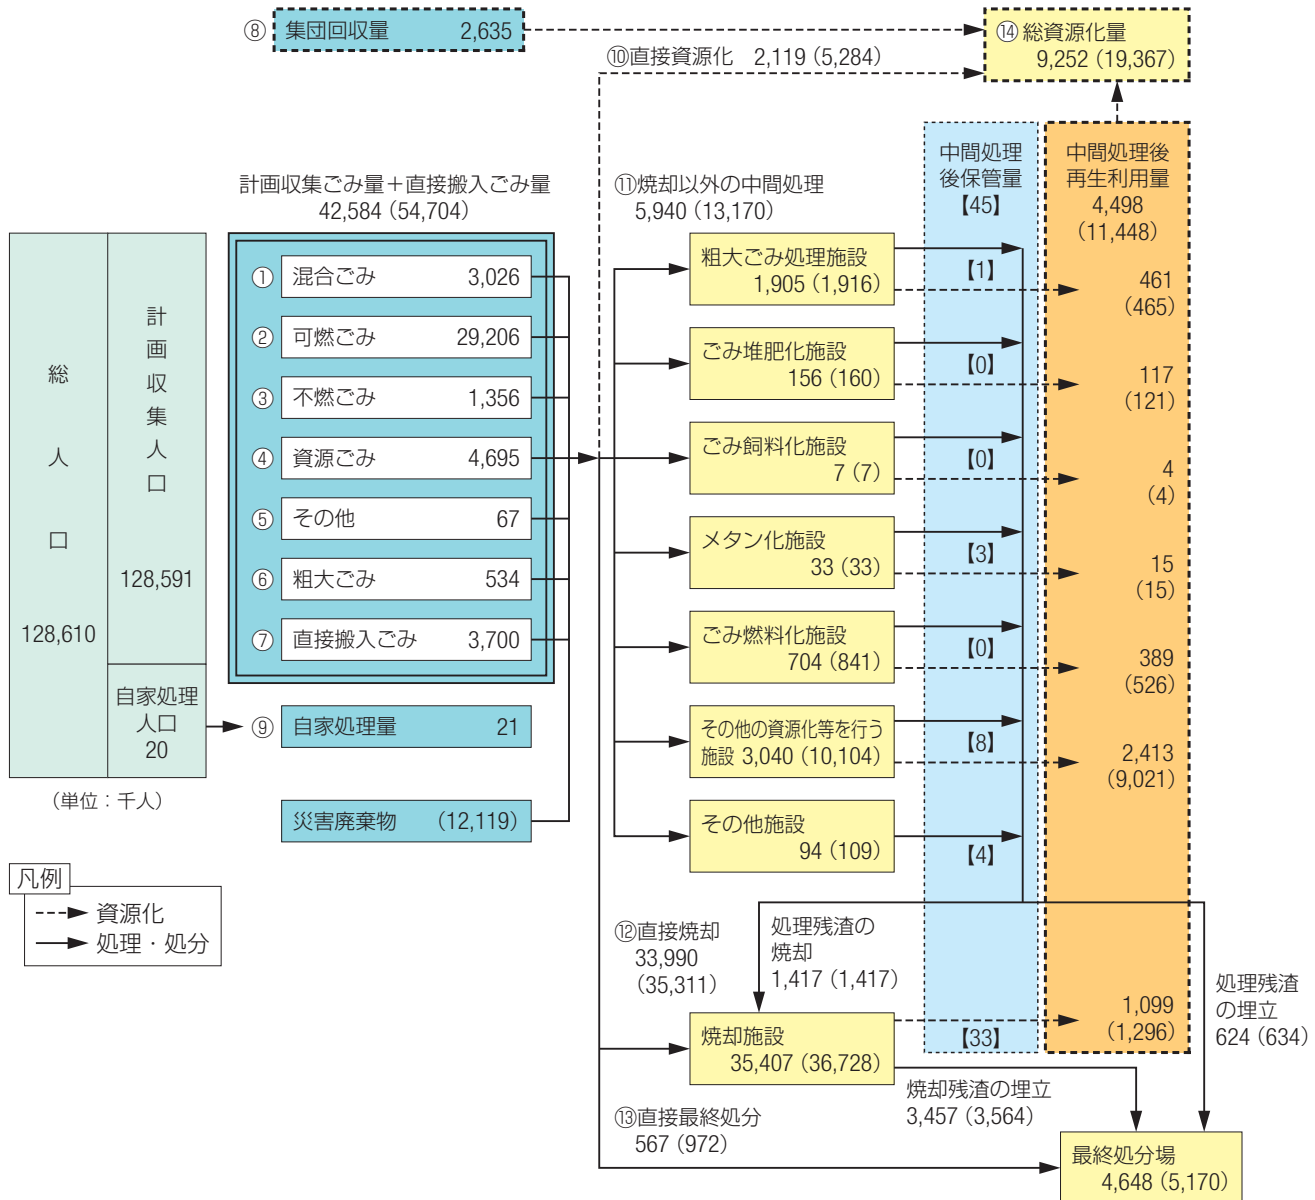 ⑧ 集団回収量 2,635
⑭ 総資源化量
9,252 (19,367)
⑩直接資源化 2,119 (5,284)
計画収集ごみ量＋直接搬入ごみ量
42,584 (54,704)
⑪焼却以外の中間処理
5,940 (13,170)
中間処理
後保管量
【45】
中間処理後
再生利用量
4,498
(11,448)
総人口
128,610
計画収集人口
128,591
自家処理
人口
20
（単位：千人）
① 混合ごみ 3,026
② 可燃ごみ 29,206
③ 不燃ごみ 1,356
④ 資源ごみ 4,695
⑤ その他 67
⑥ 粗大ごみ 534
⑦ 直接搬入ごみ 3,700
⑨ 自家処理量 21
災害廃棄物 (12,119)
粗大ごみ処理施設
1,905 (1,916)
【1】
461
(465)
ごみ堆肥化施設
156 (160)
【0】
117
(121)
ごみ飼料化施設
7 (7)
【0】
4
(4)
メタン化施設
33 (33)
【3】
15
(15)
ごみ燃料化施設
704 (841)
【0】
389
(526)
その他の資源化等を行う
施設 3,040 (10,104)
【8】
2,413
(9,021)
その他施設
94 (109)
【4】
凡例
資源化
処理・処分
⑫直接焼却
33,990
(35,311)
処理残渣の
焼却
1,417 (1,417)
処理残渣
の埋立
624 (634)
焼却施設
35,407 (36,728)
【33】
1,099
(1,296)
焼却残渣の埋立
3,457 (3,564)
⑬直接最終処分
567 (972)
最終処分場
4,648 (5,170)